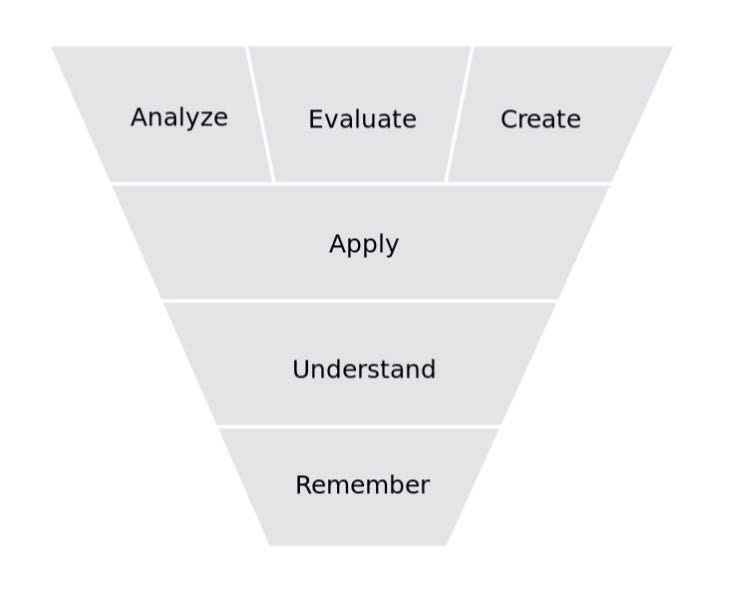 Analyze
Evaluate
Create
Apply
Understand
Remember